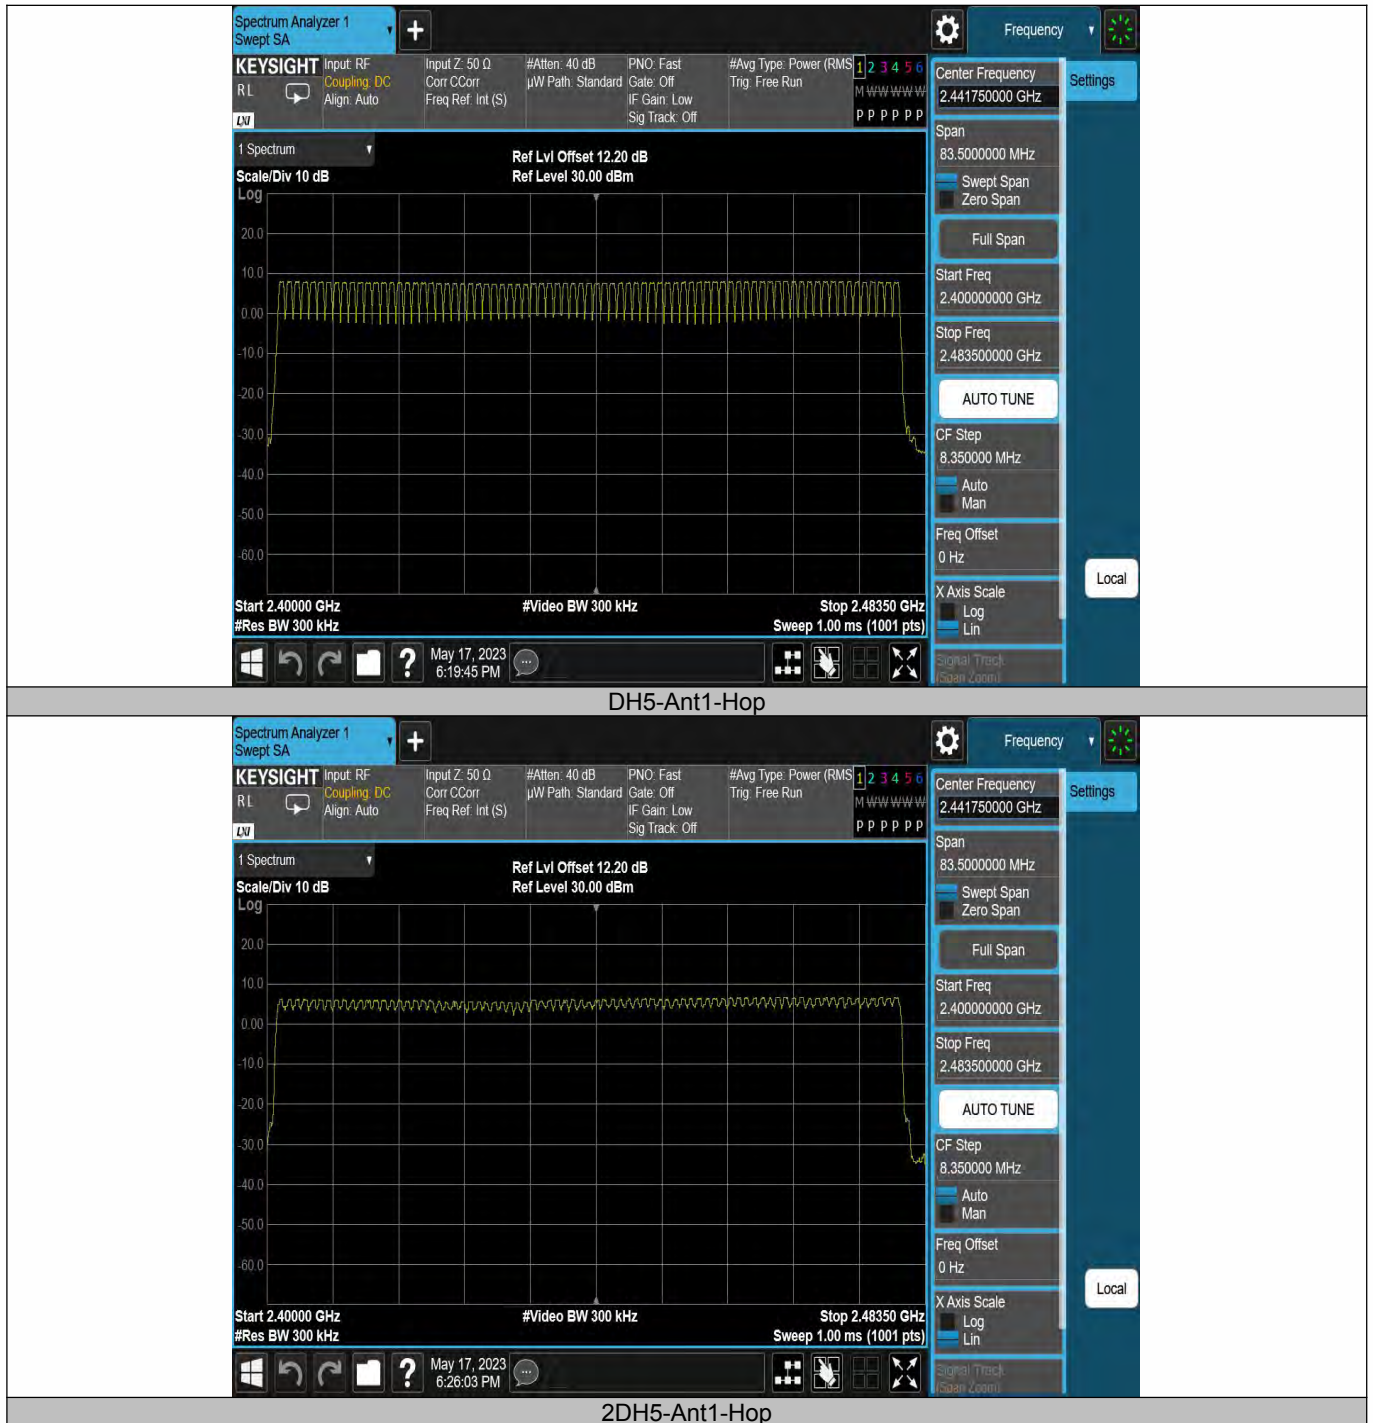 Spectrum Analyzer 1
Swept SA
Frequency
KEYSIGHT
RL
LXI
Input: RF
Coupling: DC
Align: Auto
Input Z: 50 Ω
Corr CCorr
Freq Ref: Int (S)
#Atten: 40 dB
µW Path: Standard
PNO: Fast
Gate: Off
IF Gain: Low
Sig Track: Off
#Avg Type: Power (RMS
Trig: Free Run
1 2 3 4 5 6
M W W W W W
P P P P P P
Center Frequency
2.441750000 GHz
Settings
Span
83.5000000 MHz
Swept Span
Zero Span
Full Span
Start Freq
2.400000000 GHz
Stop Freq
2.483500000 GHz
AUTO TUNE
CF Step
8.350000 MHz
Auto
Man
Freq Offset
0 Hz
X Axis Scale
Log
Lin
Signal Track
(Span Zoom)
Local
1 Spectrum
Scale/Div 10 dB
Ref Lvl Offset 12.20 dB
Ref Level 30.00 dBm
Log
20.0
10.0
0.00
-10.0
-20.0
-30.0
-40.0
-50.0
-60.0
Start 2.40000 GHz
#Video BW 300 kHz
Stop 2.48350 GHz
#Res BW 300 kHz
Sweep 1.00 ms (1001 pts)
?
May 17, 2023
6:19:45 PM
DH5-Ant1-Hop
Spectrum Analyzer 1
Swept SA
Frequency
KEYSIGHT
RL
LXI
Input: RF
Coupling: DC
Align: Auto
Input Z: 50 Ω
Corr CCorr
Freq Ref: Int (S)
#Atten: 40 dB
µW Path: Standard
PNO: Fast
Gate: Off
IF Gain: Low
Sig Track: Off
#Avg Type: Power (RMS
Trig: Free Run
1 2 3 4 5 6
M W W W W W
P P P P P P
Center Frequency
2.441750000 GHz
Settings
Span
83.5000000 MHz
Swept Span
Zero Span
Full Span
Start Freq
2.400000000 GHz
Stop Freq
2.483500000 GHz
AUTO TUNE
CF Step
8.350000 MHz
Auto
Man
Freq Offset
0 Hz
X Axis Scale
Log
Lin
Signal Track
(Span Zoom)
Local
1 Spectrum
Scale/Div 10 dB
Ref Lvl Offset 12.20 dB
Ref Level 30.00 dBm
Log
20.0
10.0
0.00
-10.0
-20.0
-30.0
-40.0
-50.0
-60.0
Start 2.40000 GHz
#Video BW 300 kHz
Stop 2.48350 GHz
#Res BW 300 kHz
Sweep 1.00 ms (1001 pts)
?
May 17, 2023
6:26:03 PM
2DH5-Ant1-Hop